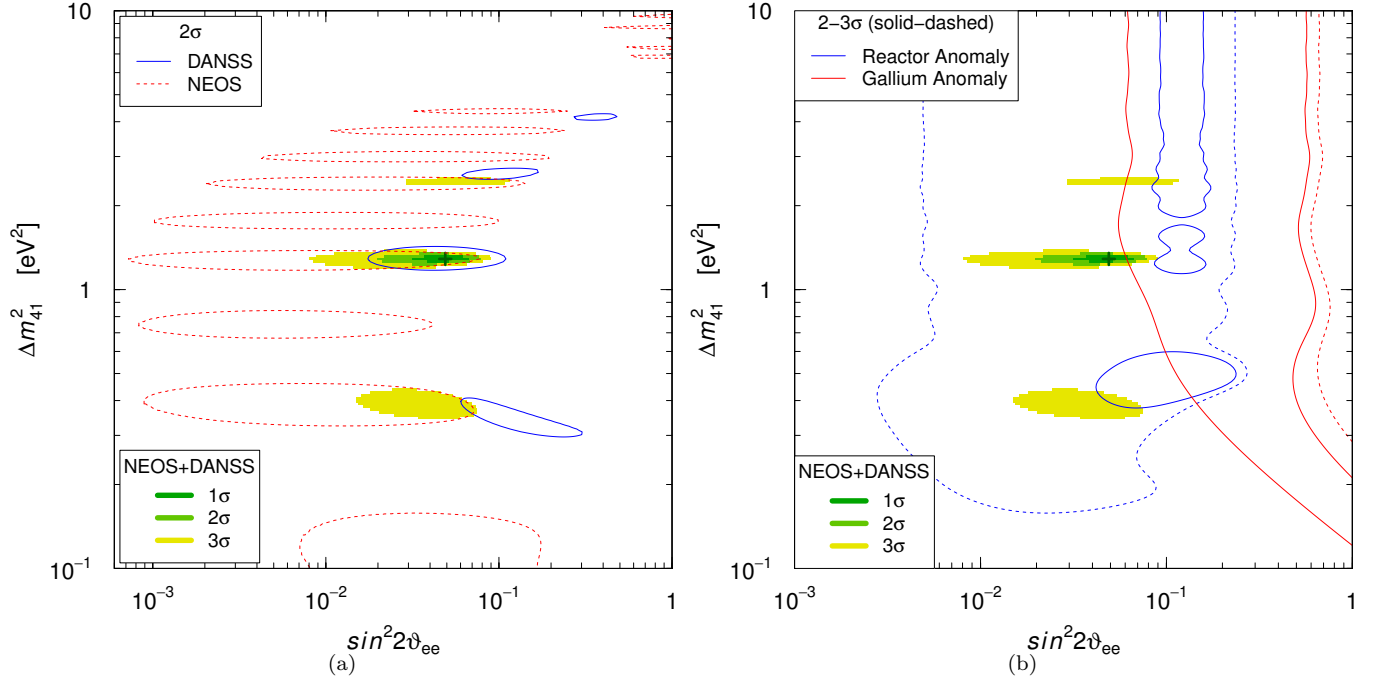 2σ
DANSS
NEOS
NEOS+DANSS
1σ
2σ
3σ
10
1
10⁻¹
Δm²₄₁ [eV²]
10⁻³
10⁻²
10⁻¹
1
sin²2ϑee
(a)
2−3σ (solid−dashed)
Reactor Anomaly
Gallium Anomaly
NEOS+DANSS
1σ
2σ
3σ
10
1
10⁻¹
Δm²₄₁ [eV²]
10⁻³
10⁻²
10⁻¹
1
sin²2ϑee
(b)